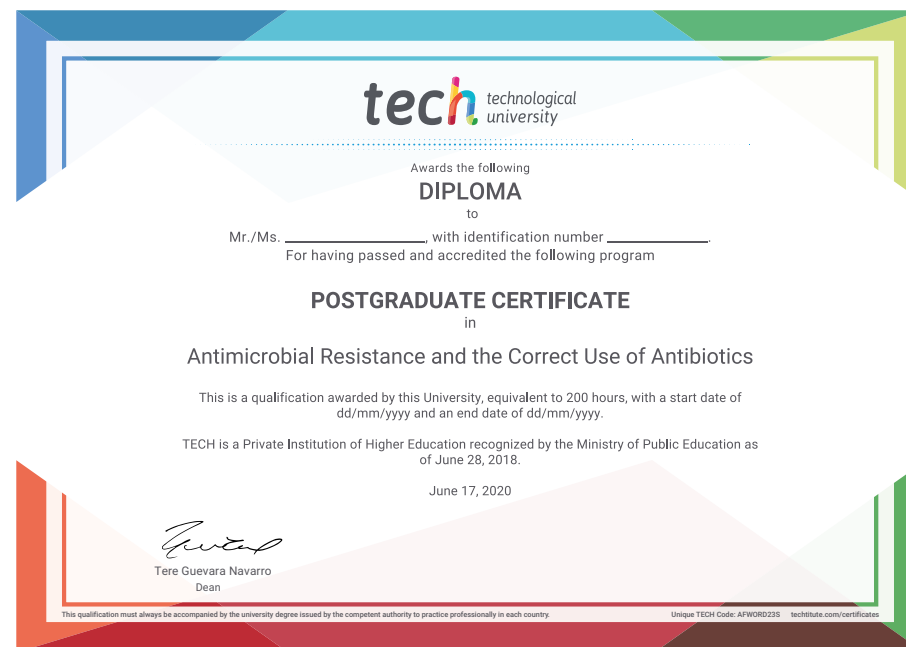 tech technological
university
Awards the following
DIPLOMA
to
Mr./Ms. ____________________, with identification number ______________.
For having passed and accredited the following program
POSTGRADUATE CERTIFICATE
in
Antimicrobial Resistance and the Correct Use of Antibiotics
This is a qualification awarded by this University, equivalent to 200 hours, with a start date of
dd/mm/yyyy and an end date of dd/mm/yyyy.
TECH is a Private Institution of Higher Education recognized by the Ministry of Public Education as
of June 28, 2018.
June 17, 2020
Tere Guevara Navarro
Dean
This qualification must always be accompanied by the university degree issued by the competent authority to practice professionally in each country. Unique TECH Code: AFWORD23S techtitute.com/certificates